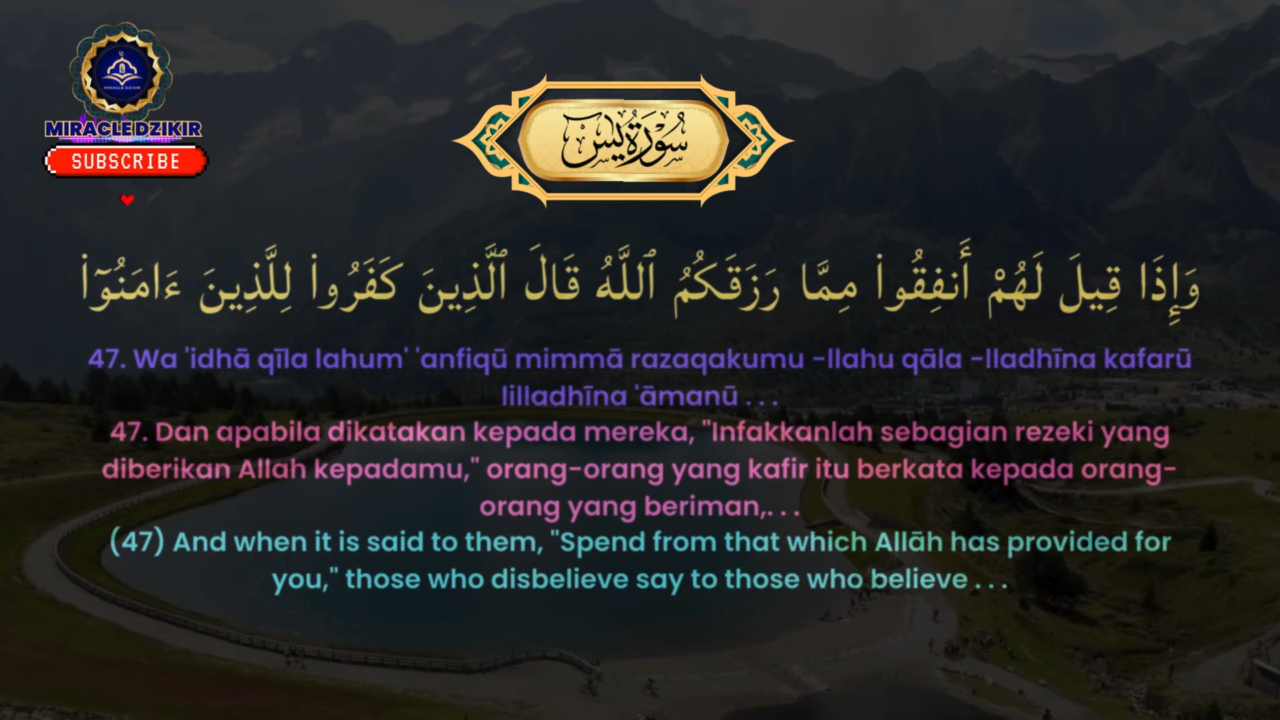 MIRACLE DZIKIR
MIRACLE DZIKIR
SUBSCRIBE
سُورَةُ يس
وَإِذَا قِيلَ لَهُمْ أَنفِقُوا۟ مِمَّا رَزَقَكُمُ ٱللَّهُ قَالَ ٱلَّذِينَ كَفَرُوا۟ لِلَّذِينَ ءَامَنُوٓا۟
47. Wa 'idhā qīla lahum' 'anfiqū mimmā razaqakumu -llahu qāla -lladhīna kafarū
lilladhīna 'āmanū . . .
47. Dan apabila dikatakan kepada mereka, "Infakkanlah sebagian rezeki yang
diberikan Allah kepadamu," orang-orang yang kafir itu berkata kepada orang-
orang yang beriman,. . .
(47) And when it is said to them, "Spend from that which Allāh has provided for
you," those who disbelieve say to those who believe . . .